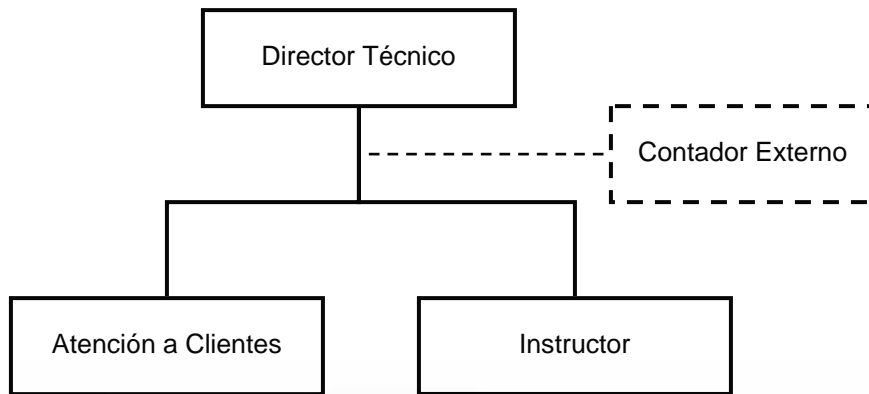 Director Técnico
Contador Externo
Atención a Clientes
Instructor